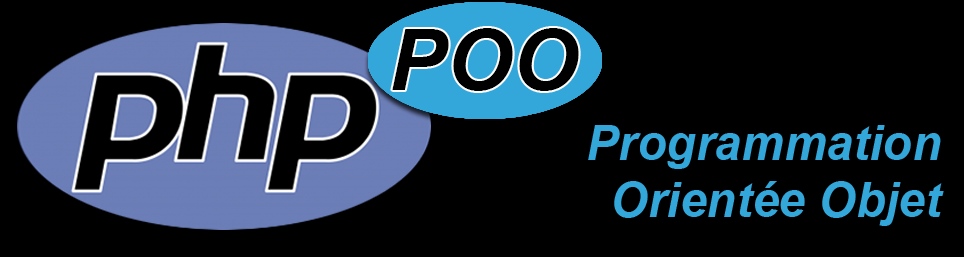 php
POO
Programmation
Orientée Objet